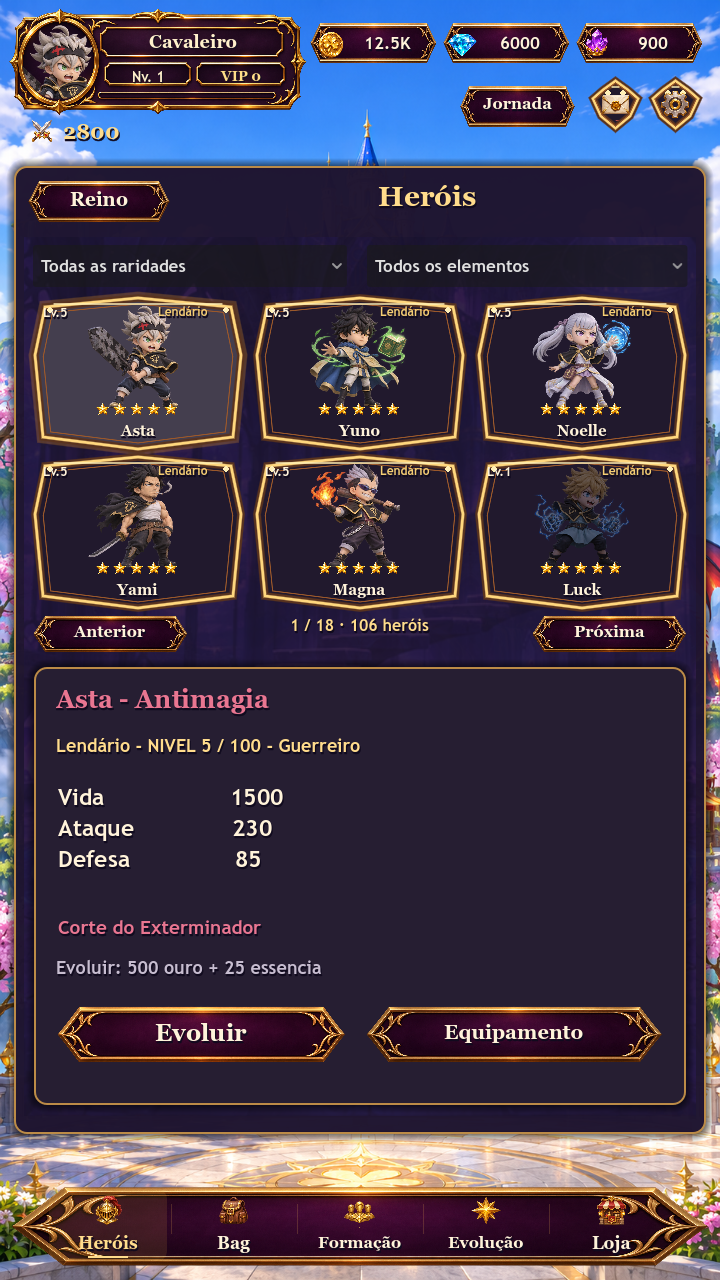 Cavaleiro
Nv. 1
VIP 0
12.5K
6000
900
Jornada
2800
Reino
Heróis
Todas as raridades
Todos os elementos
Lv.5
Lendário
Asta
Lv.5
Lendário
Yuno
Lv.5
Lendário
Noelle
Lv.5
Lendário
Yami
Lv.5
Lendário
Magna
Lv.1
Lendário
Luck
Anterior
1 / 18 · 106 heróis
Próxima
Asta - Antimagia
Lendário - NIVEL 5 / 100 - Guerreiro
Vida 1500
Ataque 230
Defesa 85
Corte do Exterminador
Evoluir: 500 ouro + 25 essencia
Evoluir
Equipamento
Heróis
Bag
Formação
Evolução
Loja